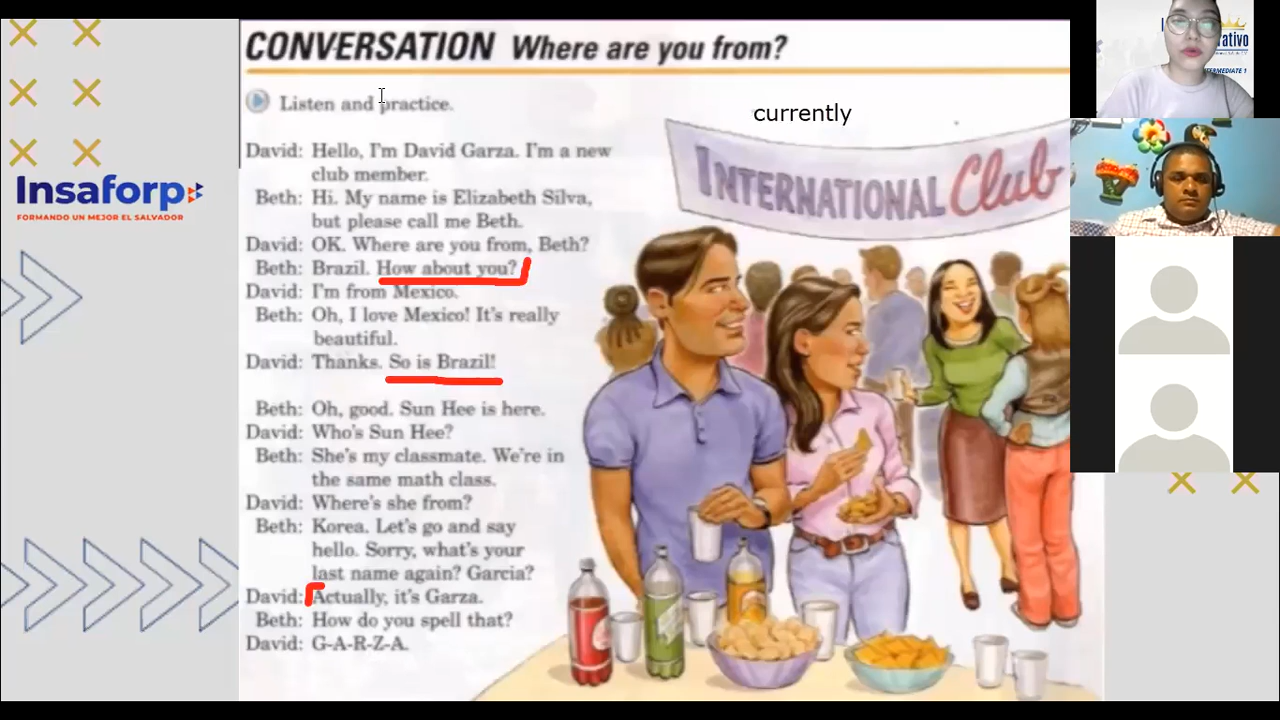 CONVERSATION Where are you from?
Listen and practice.
currently
INTERNATIONAL Club
David: Hello, I'm David Garza. I'm a new
club member.
Beth: Hi. My name is Elizabeth Silva,
but please call me Beth.
David: OK. Where are you from, Beth?
Beth: Brazil. How about you?
David: I'm from Mexico.
Beth: Oh, I love Mexico! It's really
beautiful.
David: Thanks. So is Brazil!
Beth: Oh, good. Sun Hee is here.
David: Who's Sun Hee?
Beth: She's my classmate. We're in
the same math class.
David: Where's she from?
Beth: Korea. Let's go and say
hello. Sorry, what's your
last name again? Garcia?
David: Actually, it's Garza.
Beth: How do you spell that?
David: G-A-R-Z-A.
Insaforp
FORMANDO UN MEJOR EL SALVADOR